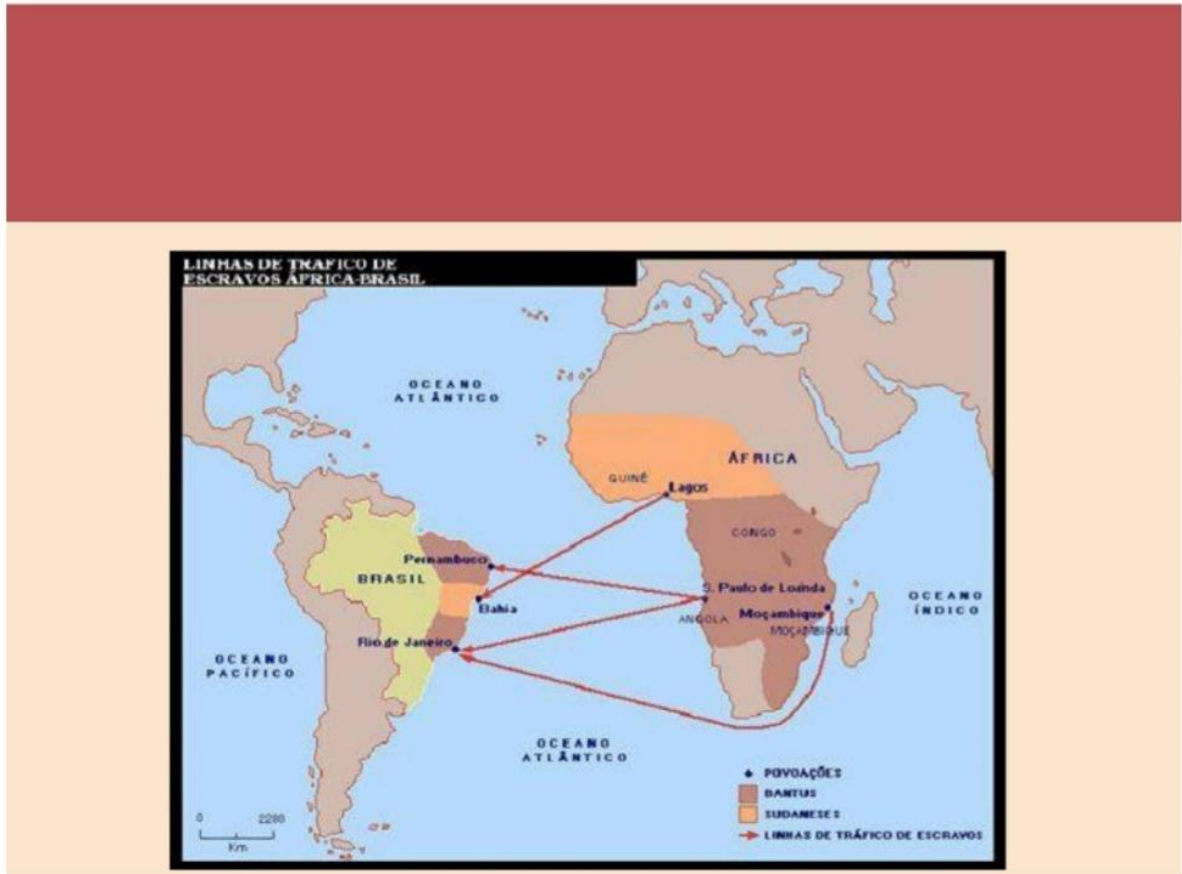 LINHAS DE TRAFICO DE
ESCRAVOS ÁFRICA-BRASIL
OCEANO
ATLÂNTICO
ÁFRICA
GUINÉ
Lagos
CONGO
Pernambuco
BRASIL
S. Paulo de Loanda
Bahia
Moçambique
OCEANO
ÍNDICO
ANGOLA
MOÇAMBIQUE
Rio de Janeiro
OCEANO
PACÍFICO
OCEANO
ATLÂNTICO
POVOAÇÕES
BANTUS
SUDANESES
LINHAS DE TRÁFICO DE ESCRAVOS
0 2288
Km